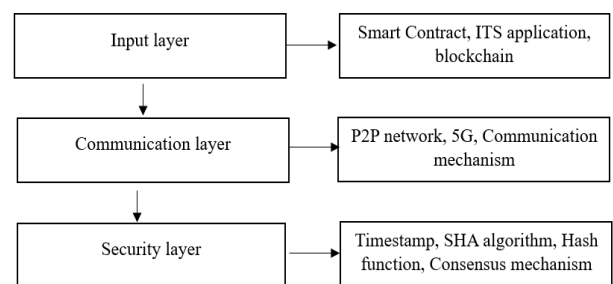 Input layer
Smart Contract, ITS application,
blockchain
Communication layer
P2P network, 5G, Communication
mechanism
Security layer
Timestamp, SHA algorithm, Hash
function, Consensus mechanism